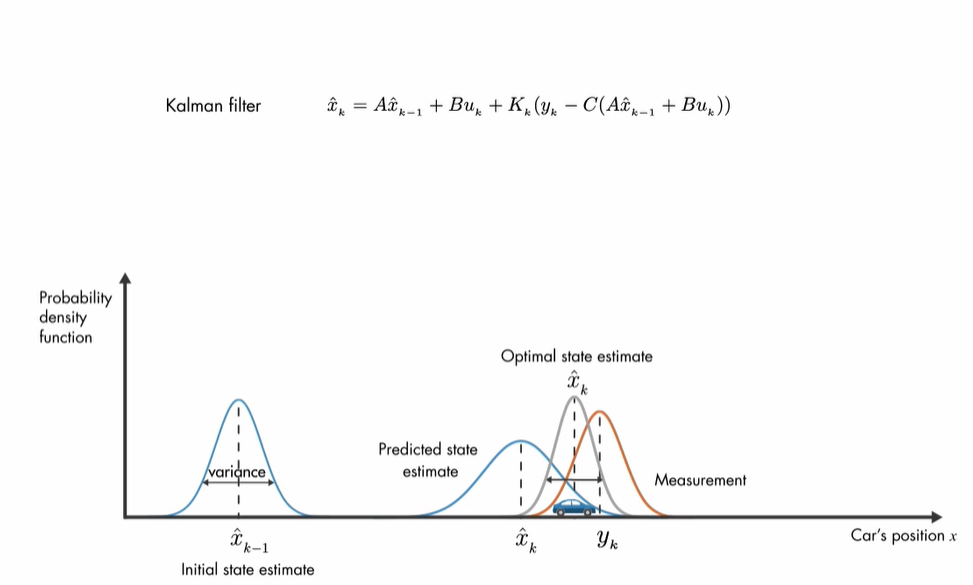 Kalman filter x̂ₖ = Ax̂ₖ₋₁ + Buₖ + Kₖ(yₖ − C(Ax̂ₖ₋₁ + Buₖ))
Probability
density
function
Optimal state estimate
x̂ₖ
Predicted state
estimate
variance
Measurement
x̂ₖ₋₁
x̂ₖ
yₖ
Car's position x
Initial state estimate